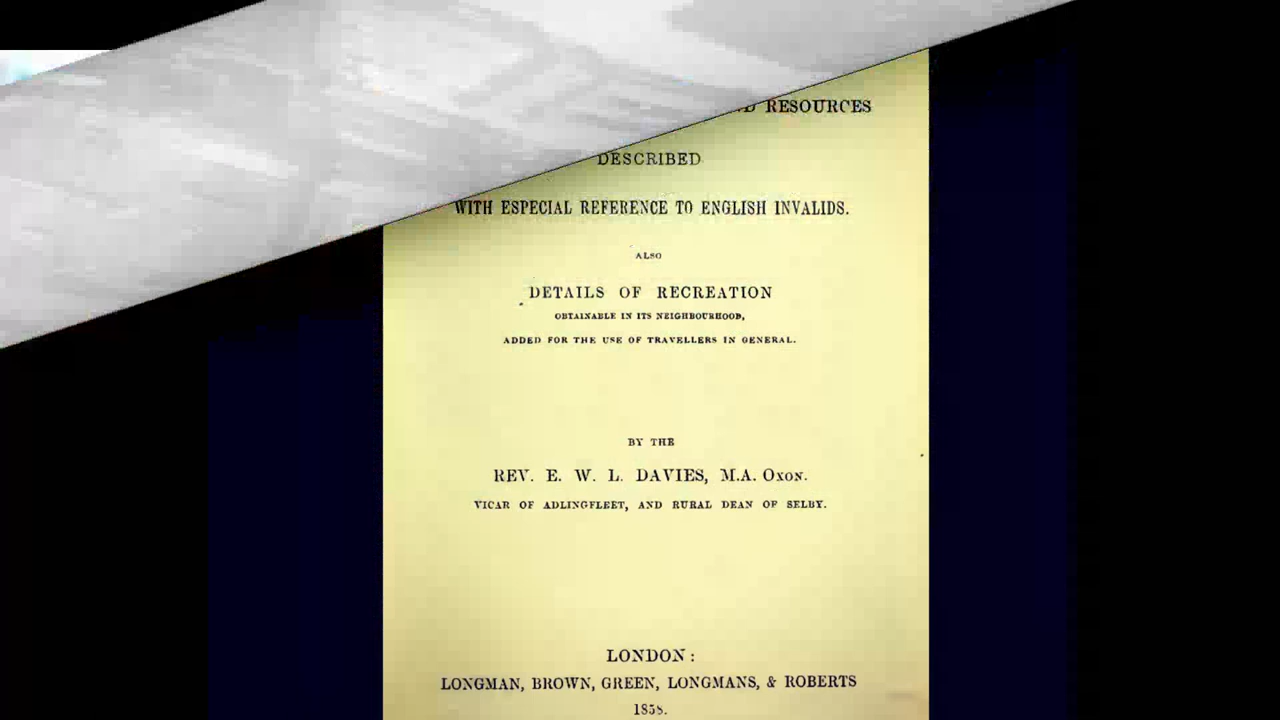 RESOURCES
DESCRIBED
WITH ESPECIAL REFERENCE TO ENGLISH INVALIDS.
ALSO
DETAILS OF RECREATION
OBTAINABLE IN ITS NEIGHBOURHOOD,
ADDED FOR THE USE OF TRAVELLERS IN GENERAL.
BY THE
REV. E. W. L. DAVIES, M.A. OXON.
VICAR OF ADLINGFLEET, AND RURAL DEAN OF SELBY.
LONDON:
LONGMAN, BROWN, GREEN, LONGMANS, & ROBERTS
1858.